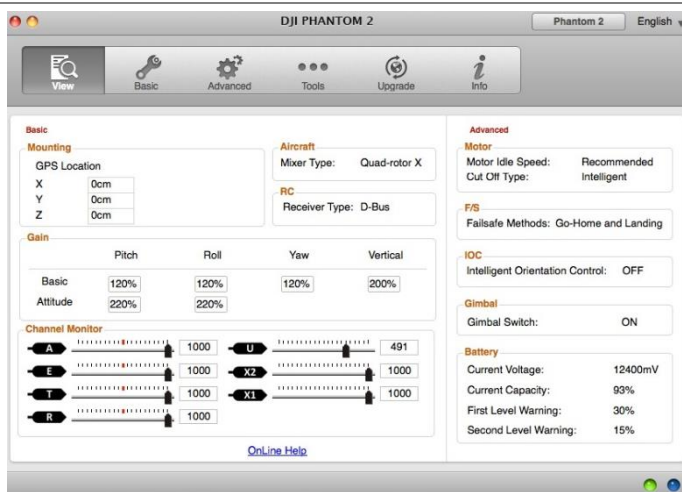 DJI PHANTOM 2
Phantom 2 English
View Basic Advanced Tools Upgrade Info
Basic
Mounting
GPS Location
X 0cm
Y 0cm
Z 0cm
Aircraft
Mixer Type: Quad-rotor X
RC
Receiver Type: D-Bus
Gain
Pitch Roll Yaw Vertical
Basic 120% 120% 120% 200%
Attitude 220% 220%
Channel Monitor
A 1000 U 491
E 1000 X2 1000
T 1000 X1 1000
R 1000
OnLine Help
Advanced
Motor
Motor Idle Speed: Recommended
Cut Off Type: Intelligent
F/S
Failsafe Methods: Go-Home and Landing
IOC
Intelligent Orientation Control: OFF
Gimbal
Gimbal Switch: ON
Battery
Current Voltage: 12400mV
Current Capacity: 93%
First Level Warning: 30%
Second Level Warning: 15%